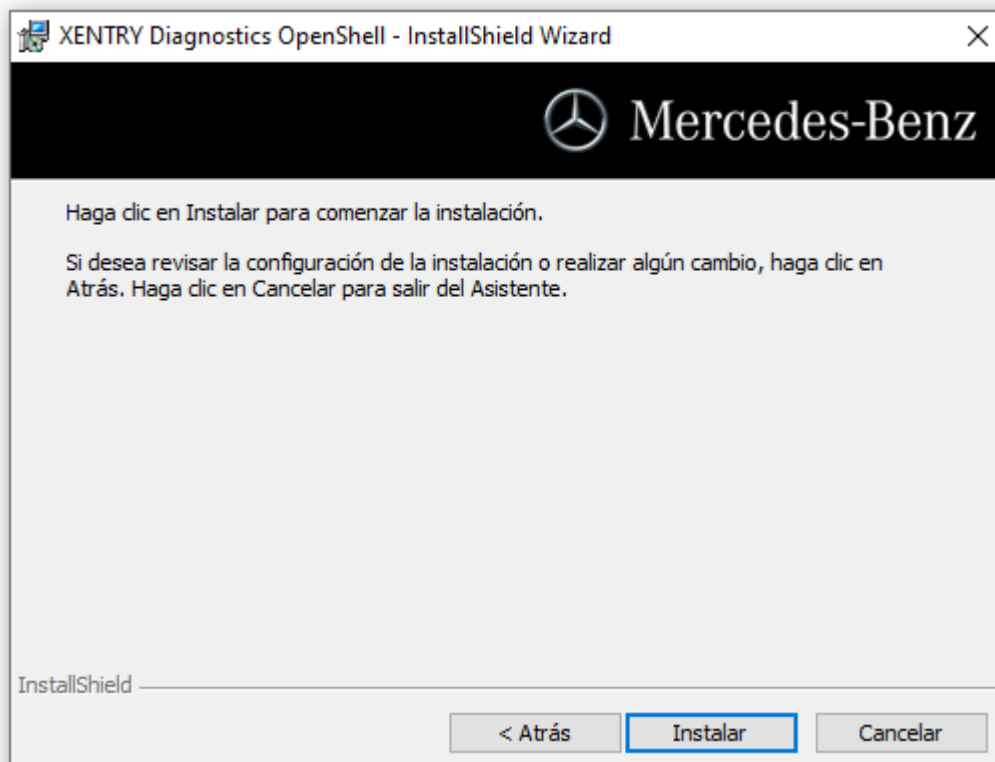 XENTRY Diagnostics OpenShell - InstallShield Wizard
Mercedes-Benz
Haga clic en Instalar para comenzar la instalación.
Si desea revisar la configuración de la instalación o realizar algún cambio, haga clic en
Atrás. Haga clic en Cancelar para salir del Asistente.
InstallShield
< Atrás
Instalar
Cancelar